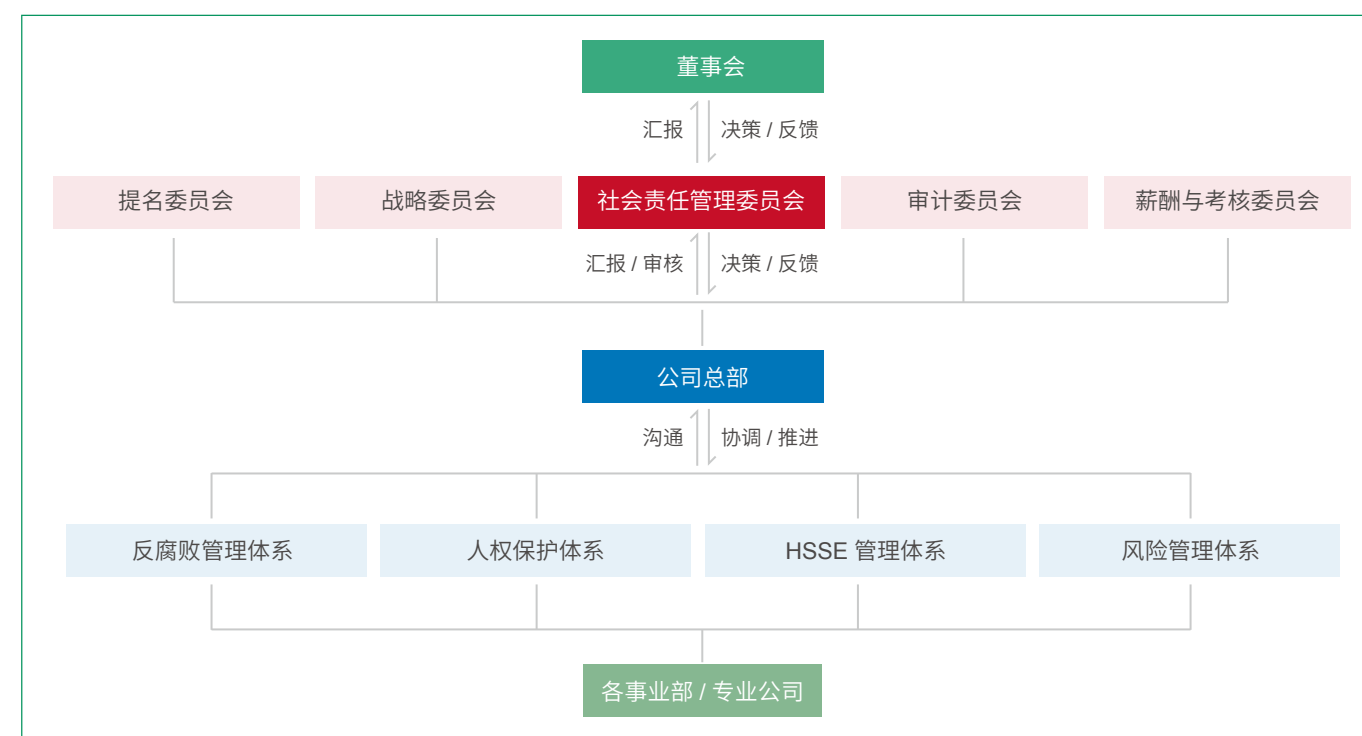 董事会
汇报
决策 / 反馈
提名委员会
战略委员会
社会责任管理委员会
审计委员会
薪酬与考核委员会
汇报 / 审核
决策 / 反馈
公司总部
沟通
协调 / 推进
反腐败管理体系
人权保护体系
HSSE 管理体系
风险管理体系
各事业部 / 专业公司